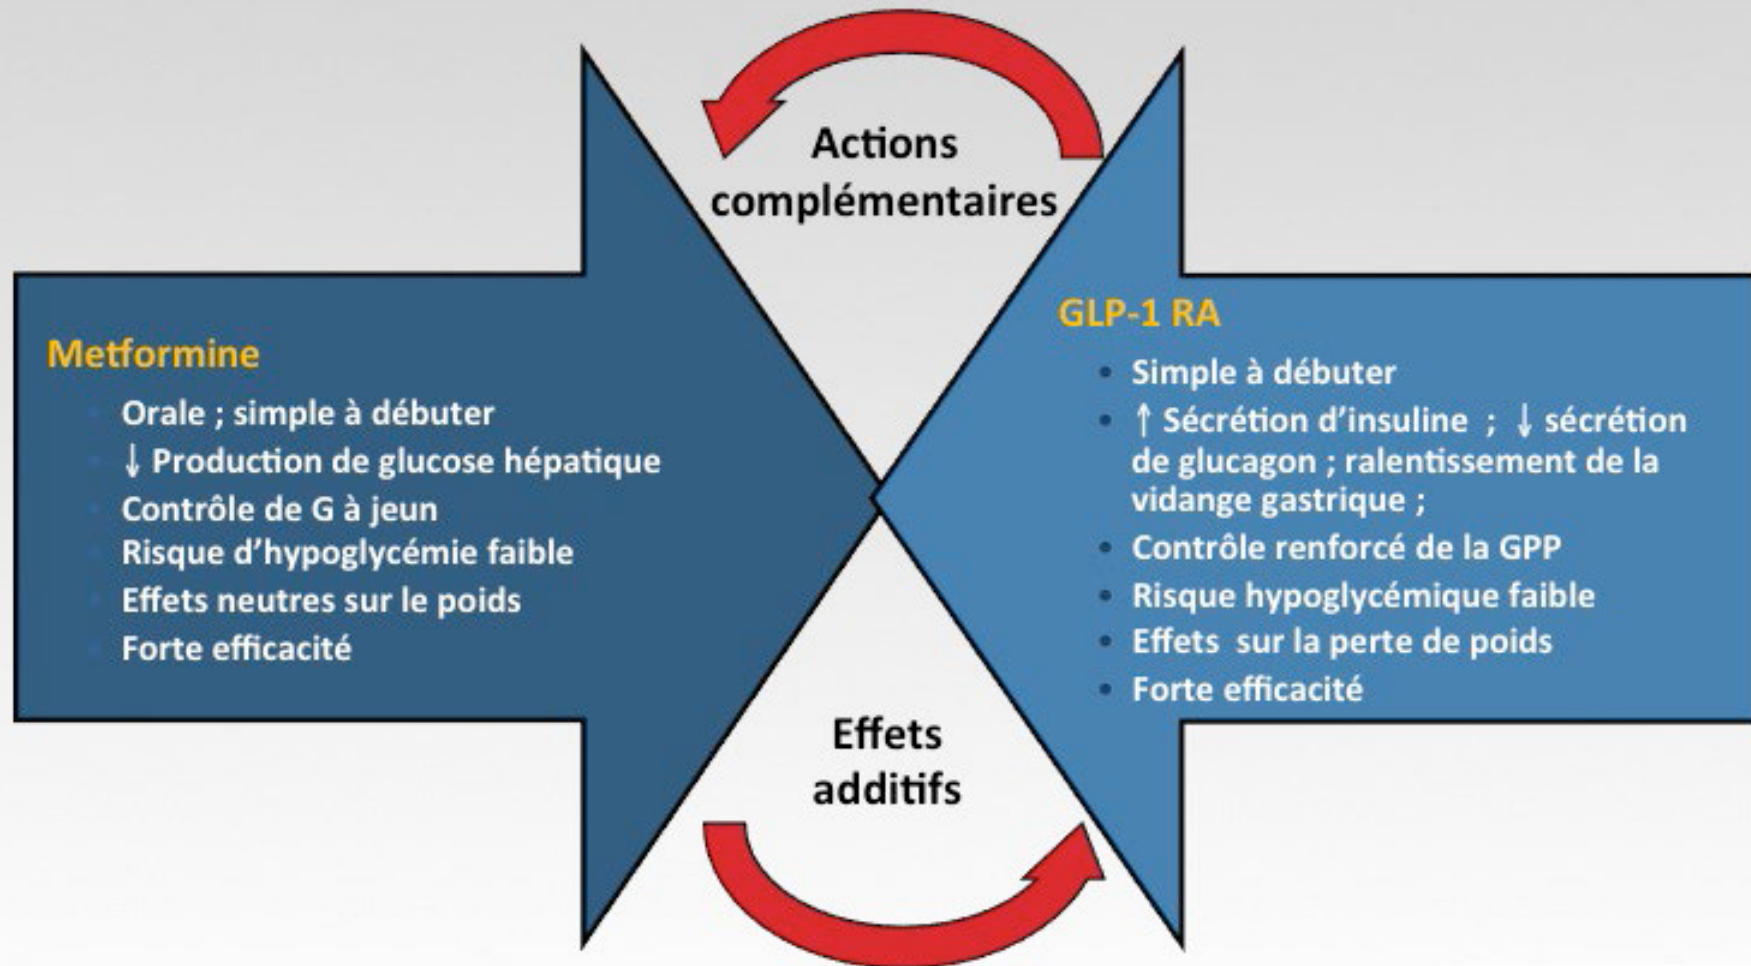 Actions
complémentaires
Metformine
Orale ; simple à débuter
↓ Production de glucose hépatique
Contrôle de G à jeun
Risque d'hypoglycémie faible
Effets neutres sur le poids
Forte efficacité
GLP-1 RA
• Simple à débuter
• ↑ Sécrétion d'insuline ; ↓ sécrétion
de glucagon ; ralentissement de la
vidange gastrique ;
• Contrôle renforcé de la GPP
• Risque hypoglycémique faible
• Effets sur la perte de poids
• Forte efficacité
Effets
additifs